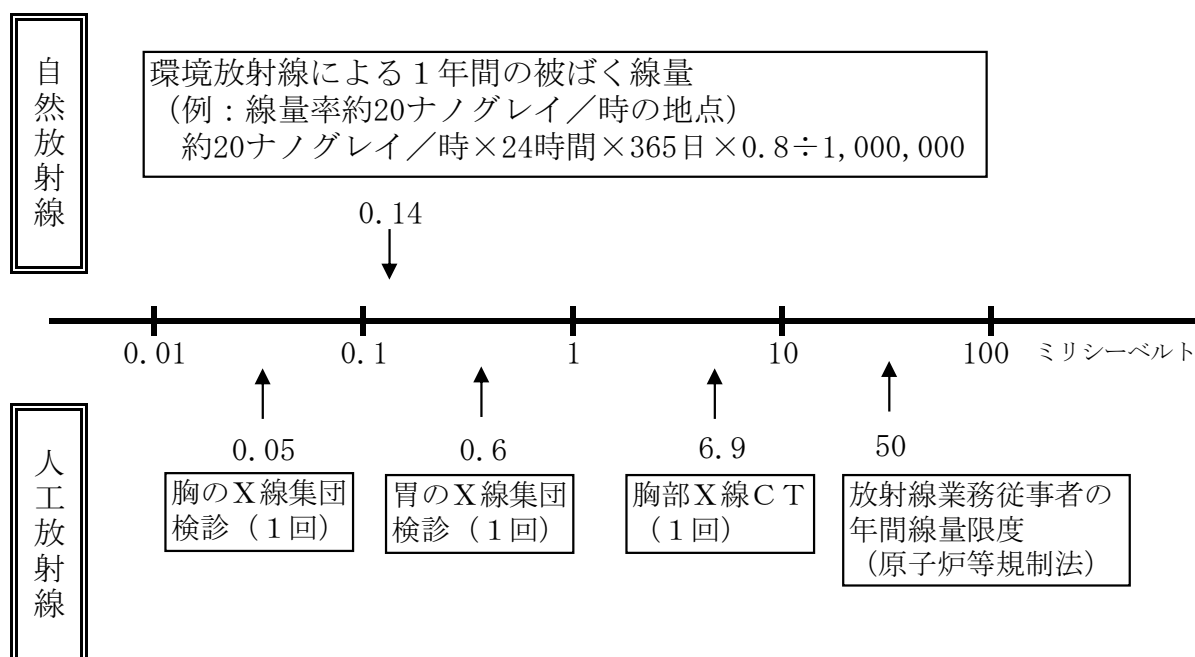 自然放射線
環境放射線による１年間の被ばく線量
（例：線量率約20ナノグレイ／時の地点）
約20ナノグレイ／時×24時間×365日×0.8÷1,000,000
0.14
0.01
0.1
1
10
100
ミリシーベルト
人工放射線
0.05
胸のＸ線集団
検診（１回）
0.6
胃のＸ線集団
検診（１回）
6.9
胸部Ｘ線ＣＴ
（１回）
50
放射線業務従事者の
年間線量限度
（原子炉等規制法）